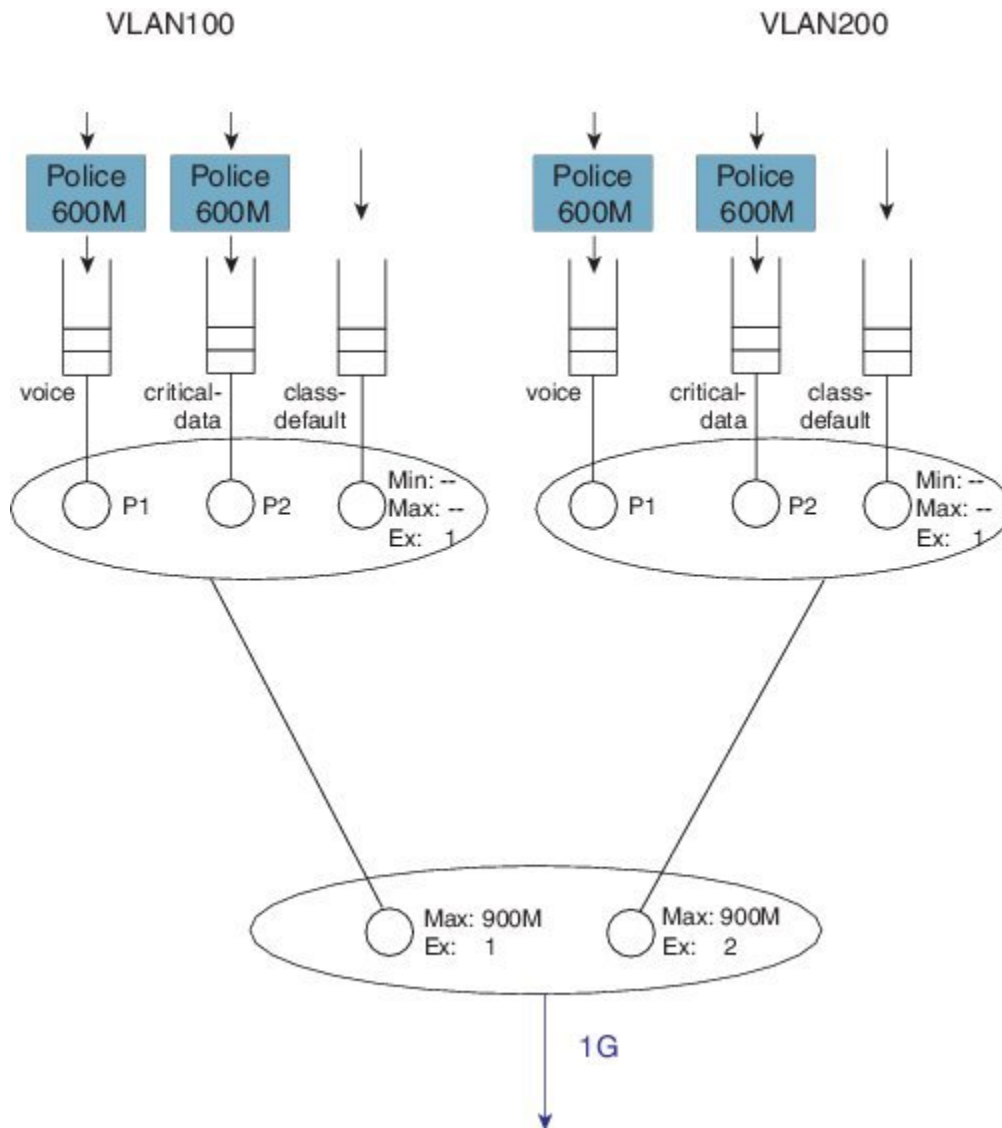 VLAN100
VLAN200
Police
600M
Police
600M
Police
600M
Police
600M
voice
critical-
data
class-
default
voice
critical-
data
class-
default
P1
P2
Min: --
Max: --
Ex: 1
P1
P2
Min: --
Max: --
Ex: 1
Max: 900M
Ex: 1
Max: 900M
Ex: 2
1G